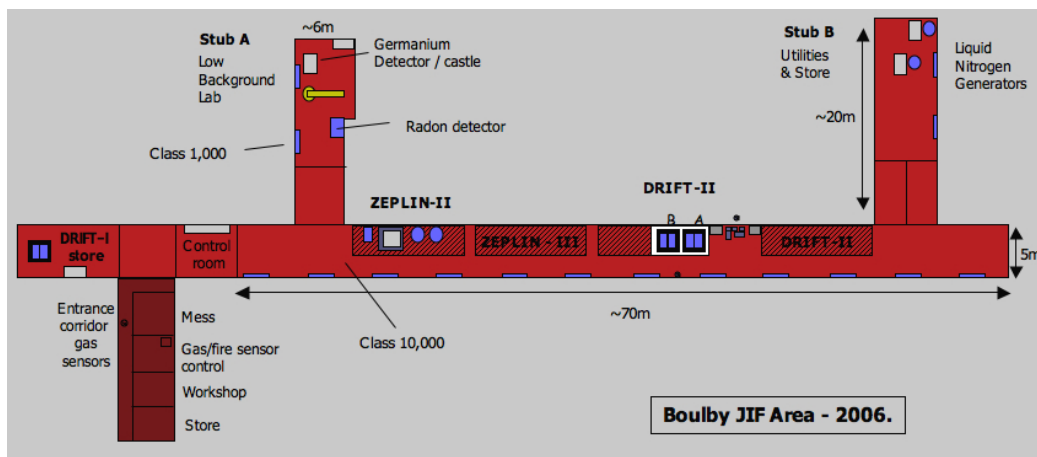 ~6m
Stub A
Low
Background
Lab
Germanium
Detector / castle
Radon detector
Class 1,000
Stub B
Utilities
& Store
Liquid
Nitrogen
Generators
~20m
ZEPLIN-II
DRIFT-II
B A
DRIFT-I
store
Control
room
ZEPLIN - III
DRIFT-II
5m
~70m
Entrance
corridor
gas
sensors
Mess
Gas/fire sensor
control
Workshop
Store
Class 10,000
Boulby JIF Area - 2006.